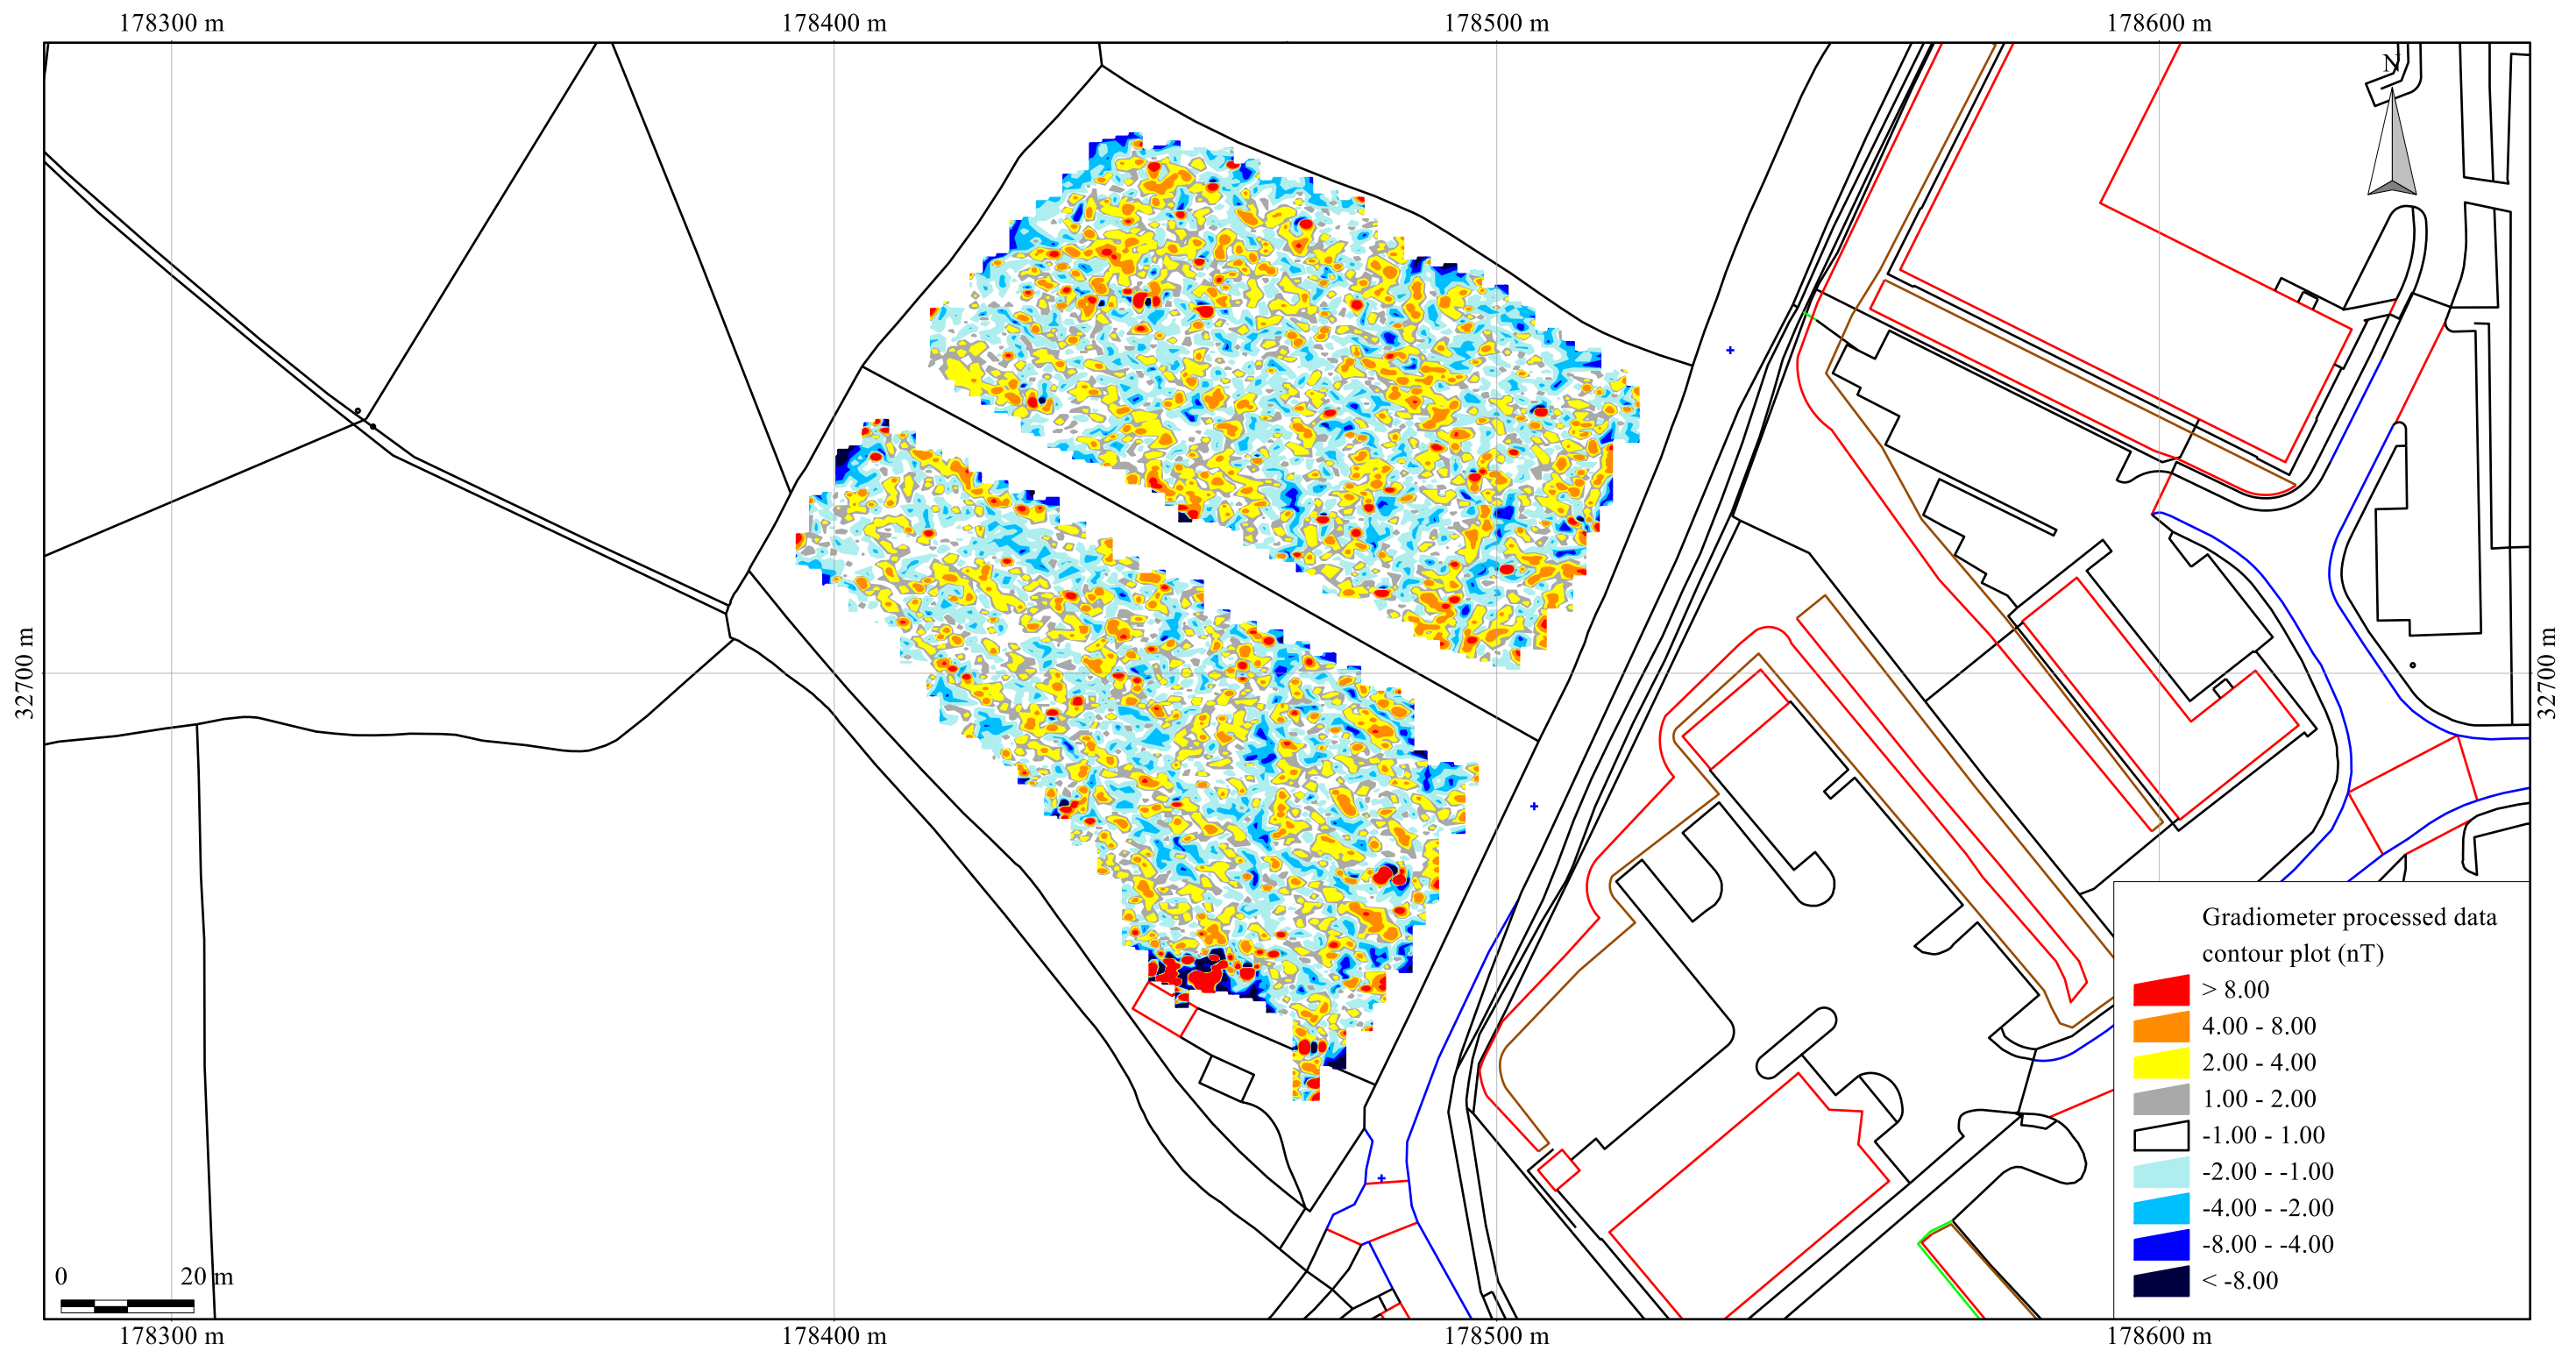 178300 m
178400 m
178500 m
178600 m
N
32700 m
32700 m
Gradiometer processed data
contour plot (nT)
> 8.00
4.00 - 8.00
2.00 - 4.00
1.00 - 2.00
-1.00 - 1.00
-2.00 - -1.00
-4.00 - -2.00
-8.00 - -4.00
< -8.00
0 20 m
178300 m
178400 m
178500 m
178600 m